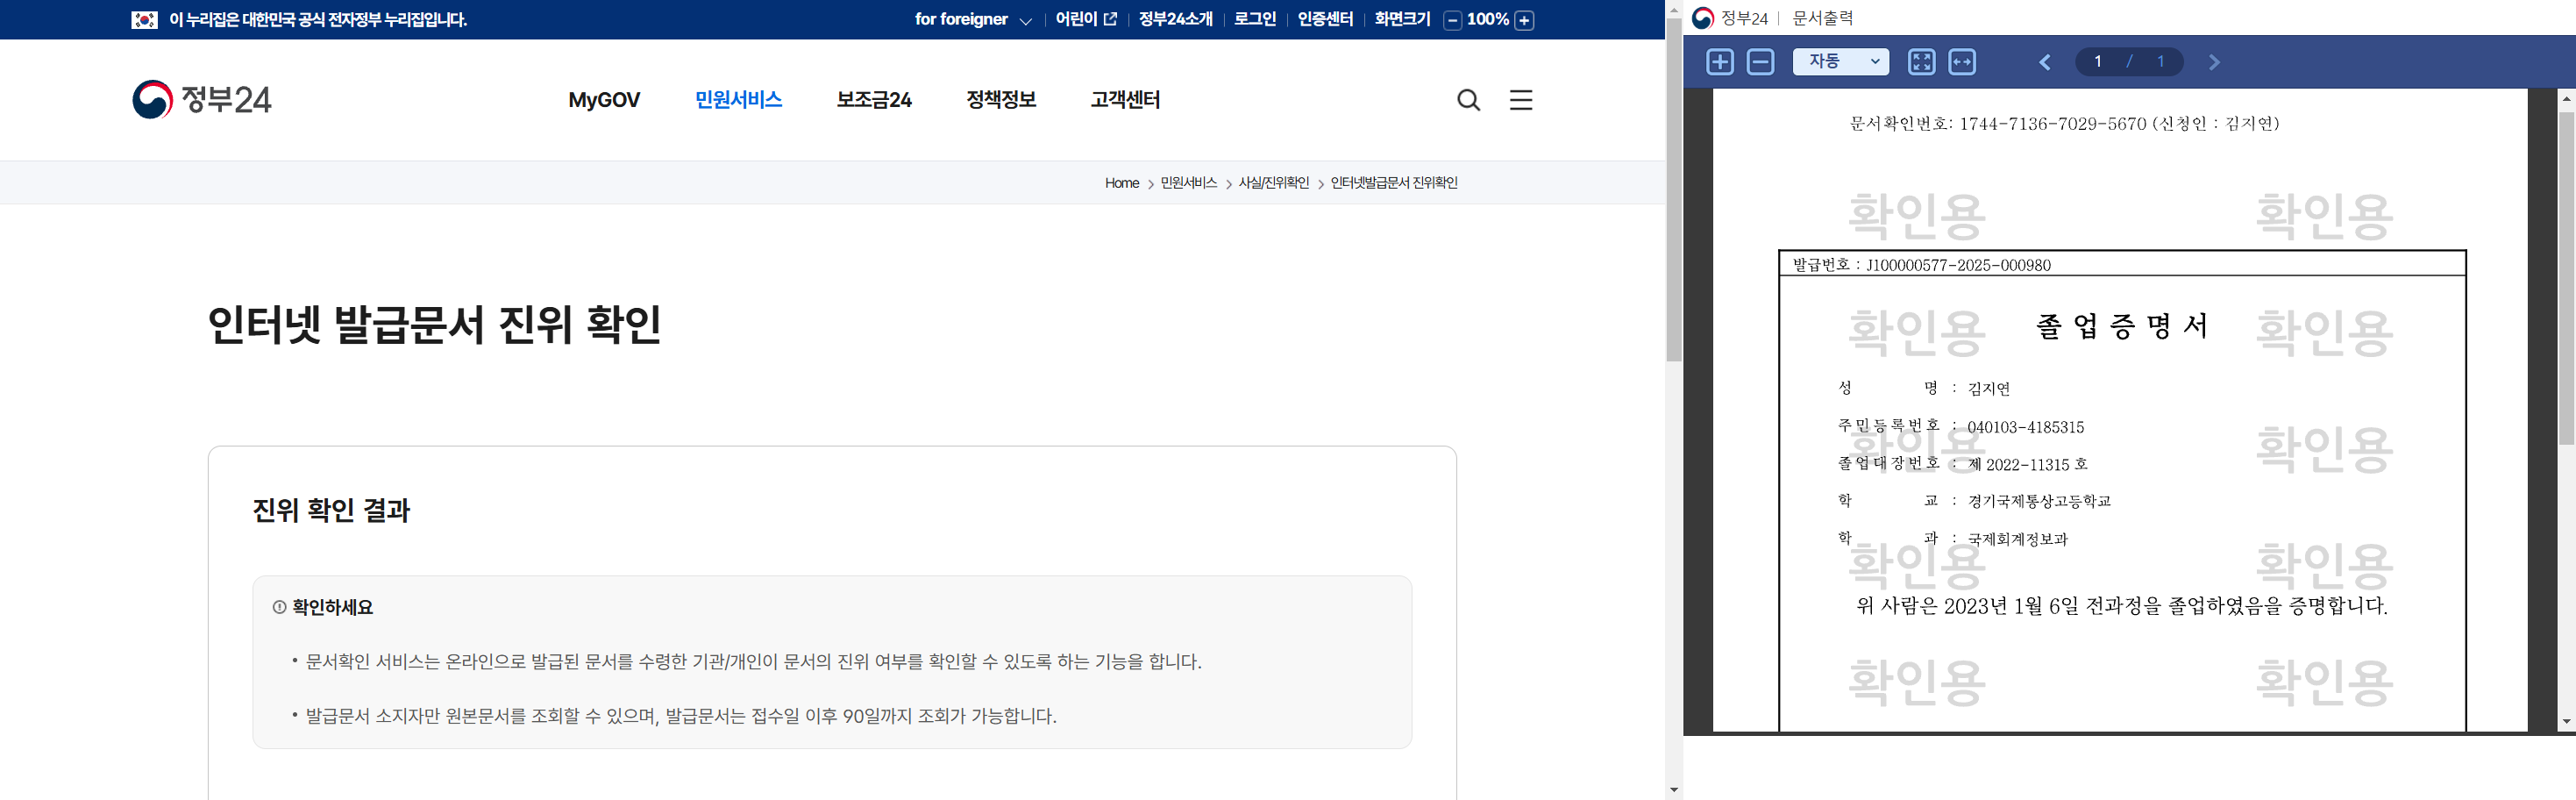 이 누리집은 대한민국 공식 전자정부 누리집입니다.
for foreigner 어린이 정부24소개 로그인 인증센터 화면크기 100%
정부24
MyGOV 민원서비스 보조금24 정책정보 고객센터
Home > 민원서비스 > 사실/진위확인 > 인터넷발급문서 진위확인
인터넷 발급문서 진위 확인
진위 확인 결과
확인하세요
• 문서확인 서비스는 온라인으로 발급된 문서를 수령한 기관/개인이 문서의 진위 여부를 확인할 수 있도록 하는 기능을 합니다.
• 발급문서 소지자만 원본문서를 조회할 수 있으며, 발급문서는 접수일 이후 90일까지 조회가 가능합니다.
정부24 | 문서출력
자동 1 / 1
문서확인번호: 1744-7136-7029-5670 (신청인 : 김지연)
확인용 확인용
발급번호 : J100000577-2025-000980
확인용 졸 업 증 명 서 확인용
성 명 : 김지연
주민등록번호 : 040103-4185315
확인용 확인용
졸업대장번호 : 제 2022-11315 호
학 교 : 경기국제통상고등학교
학 과 : 국제회계정보과
확인용 확인용
위 사람은 2023년 1월 6일 전과정을 졸업하였음을 증명합니다.
확인용 확인용